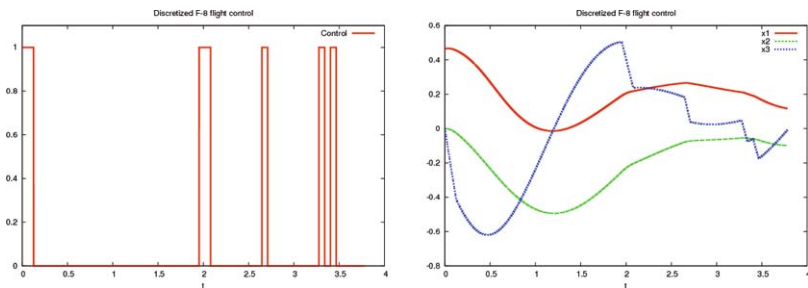 Discretized F-8 flight control
Control
1
0.8
0.6
0.4
0.2
0
0 0.5 1 1.5 2 2.5 3 3.5 4
t
Discretized F-8 flight control
x1
x2
x3
0.6
0.4
0.2
0
-0.2
-0.4
-0.6
-0.8
0 0.5 1 1.5 2 2.5 3 3.5 4
t